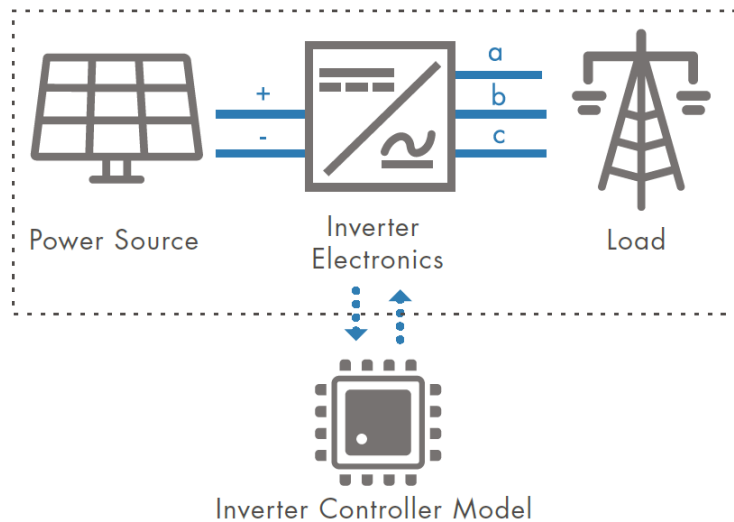 +
-
a
b
c
Power Source
Inverter
Electronics
Load
Inverter Controller Model